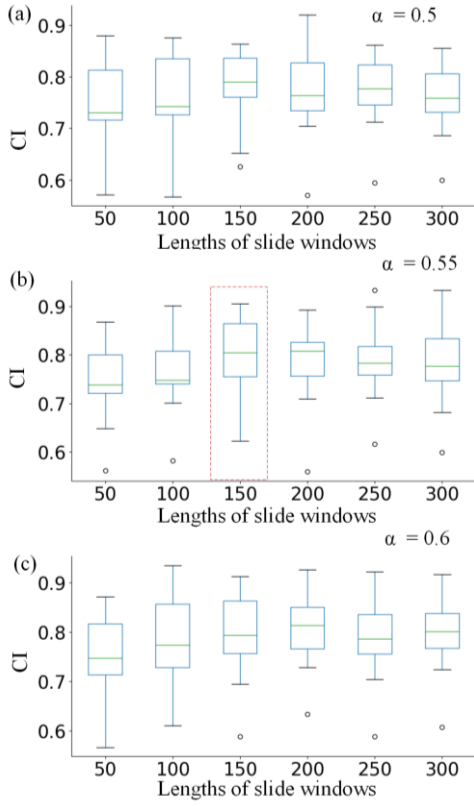 (a)
α = 0.5
0.9
0.8
0.7
0.6
CI
50 100 150 200 250 300
Lengths of slide windows
(b)
α = 0.55
0.9
0.8
0.7
0.6
CI
50 100 150 200 250 300
Lengths of slide windows
(c)
α = 0.6
0.9
0.8
0.7
0.6
CI
50 100 150 200 250 300
Lengths of slide windows